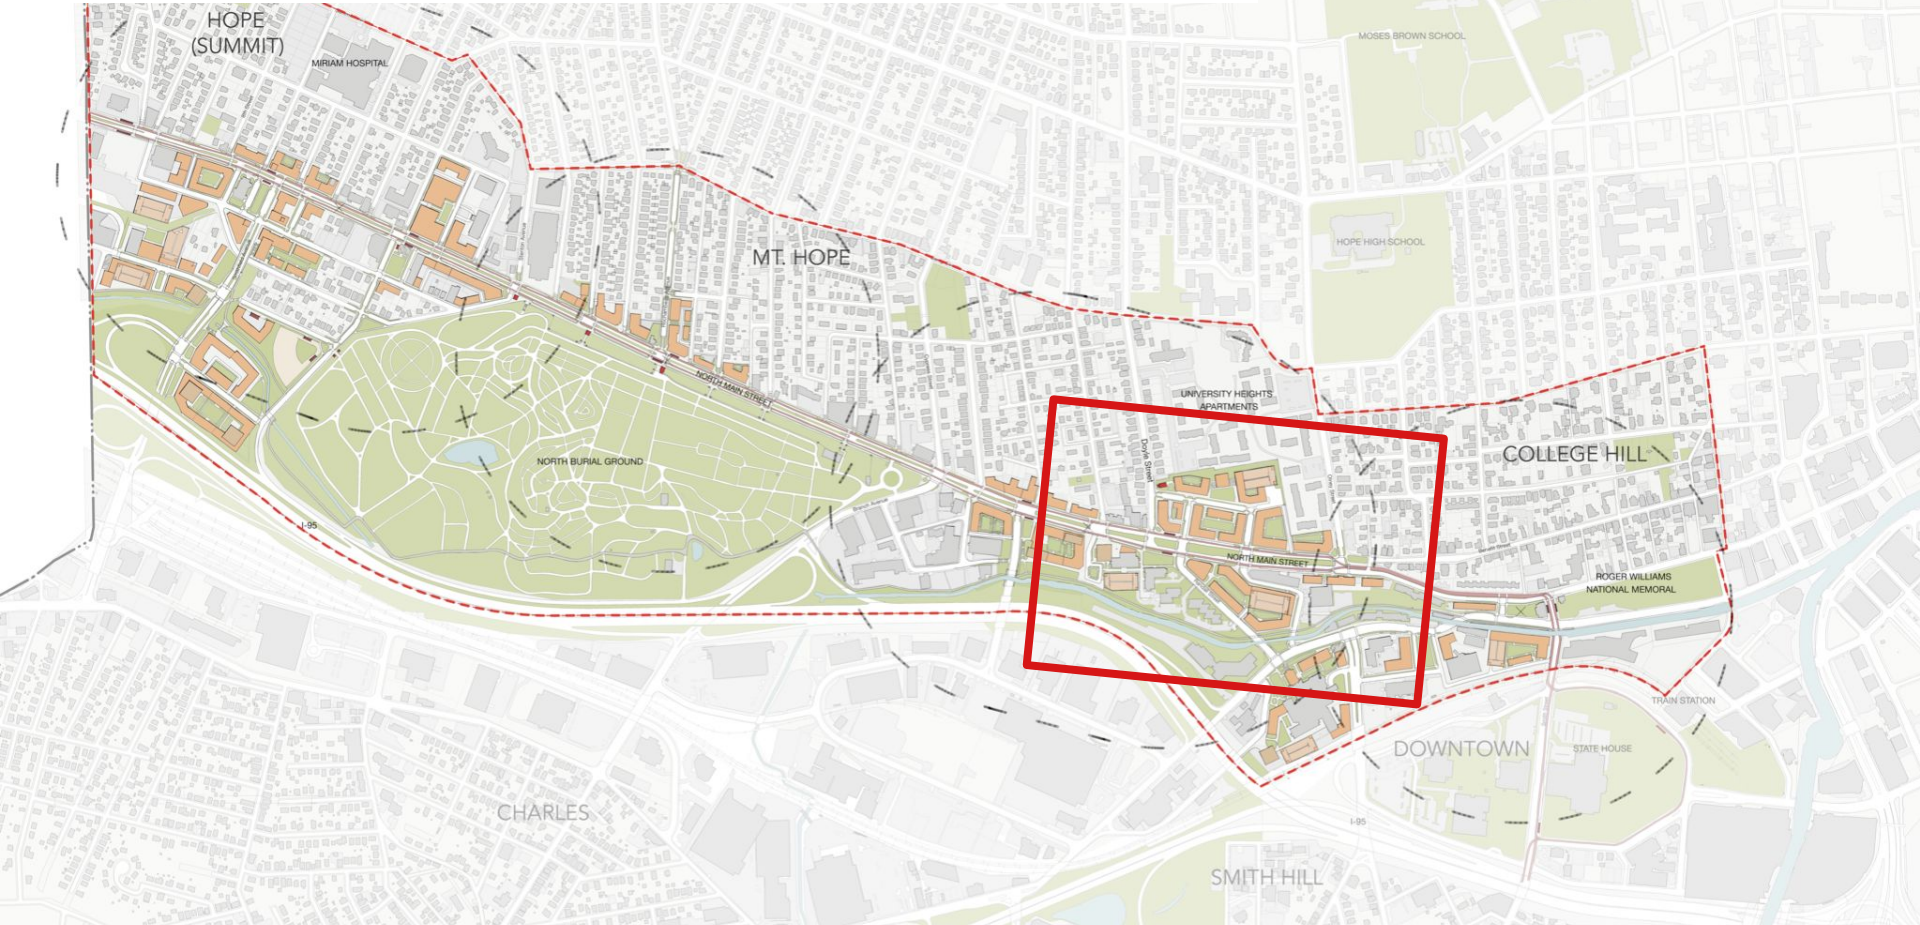 HOPE
(SUMMIT)
MIRIAM HOSPITAL
MOSES BROWN SCHOOL
HOPE HIGH SCHOOL
MT. HOPE
NORTH MAIN STREET
UNIVERSITY HEIGHTS
APARTMENTS
COLLEGE HILL
Doyle Street
NORTH BURIAL GROUND
Branch Avenue
I-95
NORTH MAIN STREET
ROGER WILLIAMS
NATIONAL MEMORIAL
TRAIN STATION
DOWNTOWN
STATE HOUSE
CHARLES
I-95
SMITH HILL